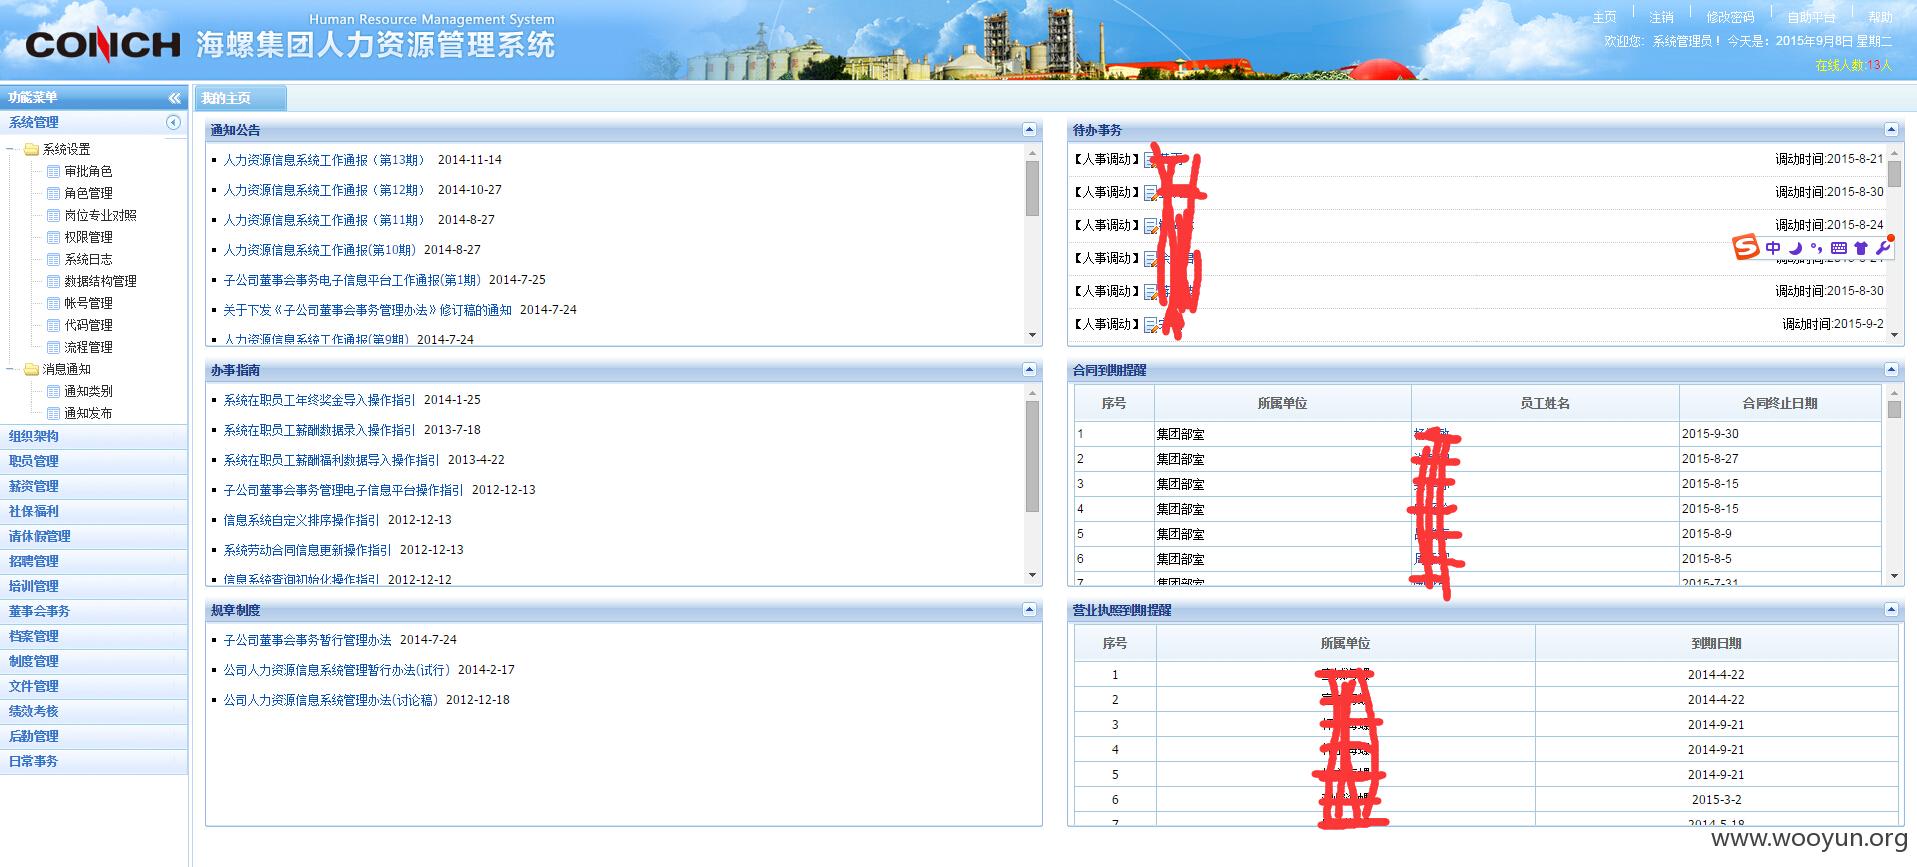 Human Resource Management System
CONCH 海螺集团人力资源管理系统
主页 注销 修改密码 自助平台 帮助
欢迎您：系统管理员！今天是：2015年9月8日 星期二
在线人数:13人
功能菜单
系统管理
系统设置
审批角色
角色管理
岗位专业对照
权限管理
系统日志
数据结构管理
帐号管理
代码管理
流程管理
消息通知
通知类别
通知发布
组织架构
职员管理
薪资管理
社保福利
请休假管理
招聘管理
培训管理
董事会事务
档案管理
制度管理
文件管理
绩效考核
后勤管理
日常事务
我的主页
通知公告
人力资源信息系统工作通报（第13期） 2014-11-14
人力资源信息系统工作通报（第12期） 2014-10-27
人力资源信息系统工作通报（第11期） 2014-8-27
人力资源信息系统工作通报(第10期) 2014-8-27
子公司董事会事务电子信息平台工作通报(第1期) 2014-7-25
关于下发《子公司董事会事务管理办法》修订稿的通知 2014-7-24
人力资源信息系统工作通报(第9期) 2014-7-24
办事指南
系统在职员工年终奖金导入操作指引 2014-1-25
系统在职员工薪酬数据录入操作指引 2013-7-18
系统在职员工薪酬福利数据导入操作指引 2013-4-22
子公司董事会事务管理电子信息平台操作指引 2012-12-13
信息系统自定义排序操作指引 2012-12-13
系统劳动合同信息更新操作指引 2012-12-13
信息系统查询初始化操作指引 2012-12-12
规章制度
子公司董事会事务暂行管理办法 2014-7-24
公司人力资源信息系统管理暂行办法(试行) 2014-2-17
公司人力资源信息系统管理办法(讨论稿) 2012-12-18
待办事务
【人事调动】 调动时间:2015-8-21
【人事调动】 调动时间:2015-8-30
【人事调动】 调动时间:2015-8-24
中
【人事调动】
【人事调动】 调动时间:2015-8-30
【人事调动】 调动时间:2015-9-2
合同到期提醒
序号 所属单位 员工姓名 合同终止日期
1 集团部室 2015-9-30
2 集团部室 2015-8-27
3 集团部室 2015-8-15
4 集团部室 2015-8-15
5 集团部室 2015-8-9
6 集团部室 2015-8-5
7 集团部室 2015-7-31
营业执照到期提醒
序号 所属单位 到期日期
1 2014-4-22
2 2014-4-22
3 2014-9-21
4 2014-9-21
5 2014-9-21
6 2015-3-2
7 2014-5-18
www.wooyun.org